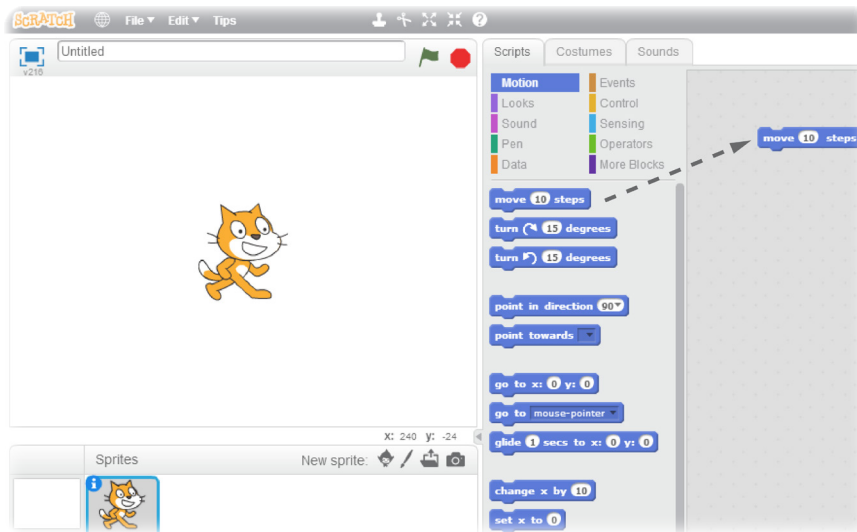 SCRATCH File Edit Tips
Untitled
v216
Scripts Costumes Sounds
Motion Events
Looks Control
Sound Sensing
Pen Operators
Data More Blocks
move 10 steps
move 10 steps
turn 15 degrees
turn 15 degrees
point in direction 90
point towards
go to x: 0 y: 0
go to mouse-pointer
glide 1 secs to x: 0 y: 0
change x by 10
set x to 0
X: 240 y: -24
Sprites New sprite: